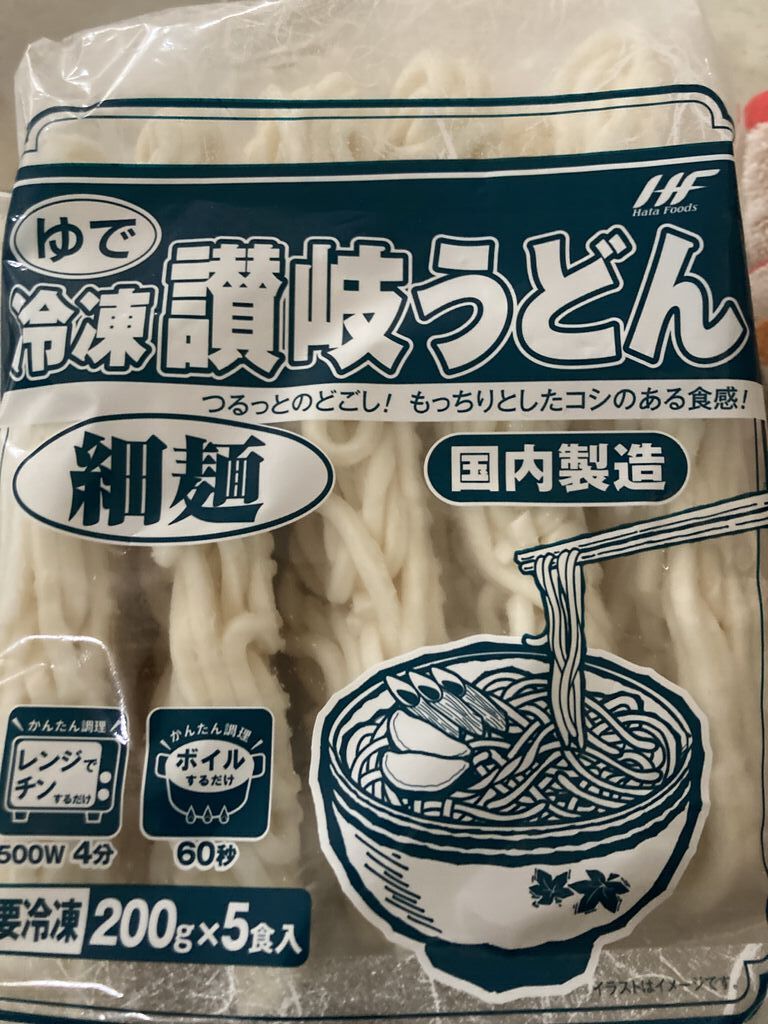 HF
Hata Foods
ゆで
冷凍讃岐うどん
つるっとのどごし! もっちりとしたコシのある食感!
細麺
国内製造
かんたん調理
レンジで
チンするだけ
500W 4分
かんたん調理
ボイル
するだけ
60秒
要冷凍 200g×5食入
イラストはイメージです。